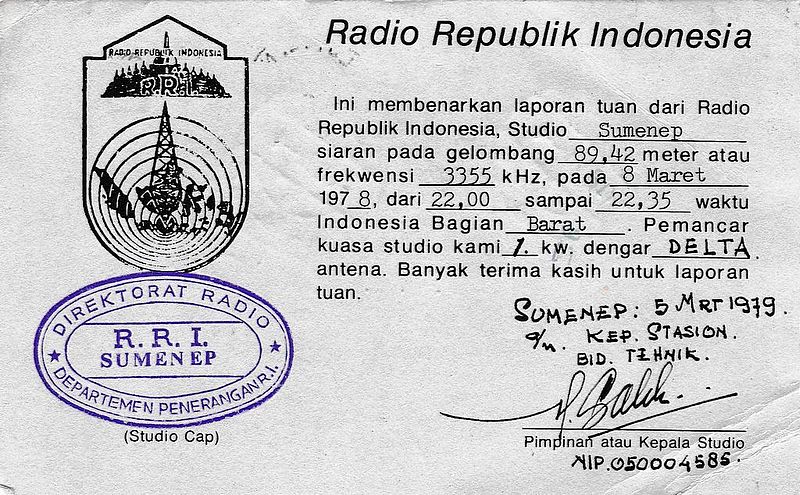 Radio Republik Indonesia
RADIO REPUBLIK INDONESIA
R.R.I.
Ini membenarkan laporan tuan dari Radio
Republik Indonesia, Studio Sumenep
siaran pada gelombang 89,42 meter atau
frekwensi 3355 kHz, pada 8 Maret
1978, dari 22,00 sampai 22,35 waktu
Indonesia Bagian Barat. Pemancar
kuasa studio kami 1. kw. dengar DELTA.
antena. Banyak terima kasih untuk laporan
tuan.
SUMENEP: 5 MRT 1979.
a/n. KEP. STASION.
BID. TEHNIK.
DIREKTORAT RADIO
R.R.I.
SUMENEP
DEPARTEMEN PENERANGAN R.I.
(Studio Cap)
Pimpinan atau Kepala Studio
NIP.050004585.